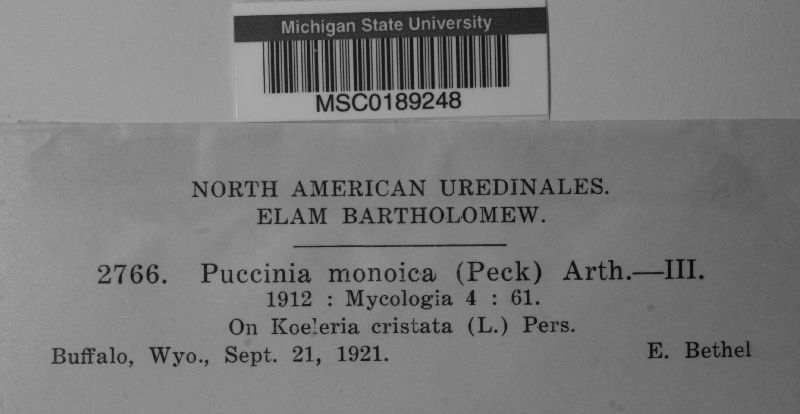 Michigan State University
MSC0189248
NORTH AMERICAN UREDINALES.
ELAM BARTHOLOMEW.
2766. Puccinia monoica (Peck) Arth.—III.
1912 : Mycologia 4 : 61.
On Koeleria cristata (L.) Pers.
Buffalo, Wyo., Sept. 21, 1921. E. Bethel